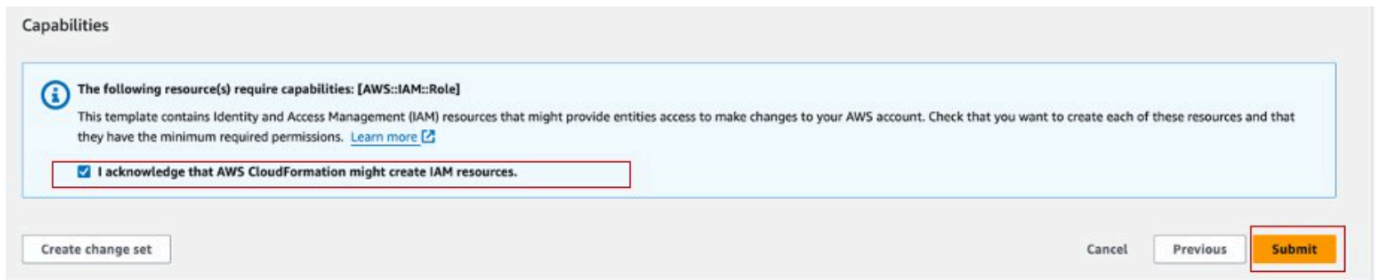 Capabilities
The following resource(s) require capabilities: [AWS::IAM::Role]
This template contains Identity and Access Management (IAM) resources that might provide entities access to make changes to your AWS account. Check that you want to create each of these resources and that
they have the minimum required permissions. Learn more
I acknowledge that AWS CloudFormation might create IAM resources.
Create change set Cancel Previous Submit